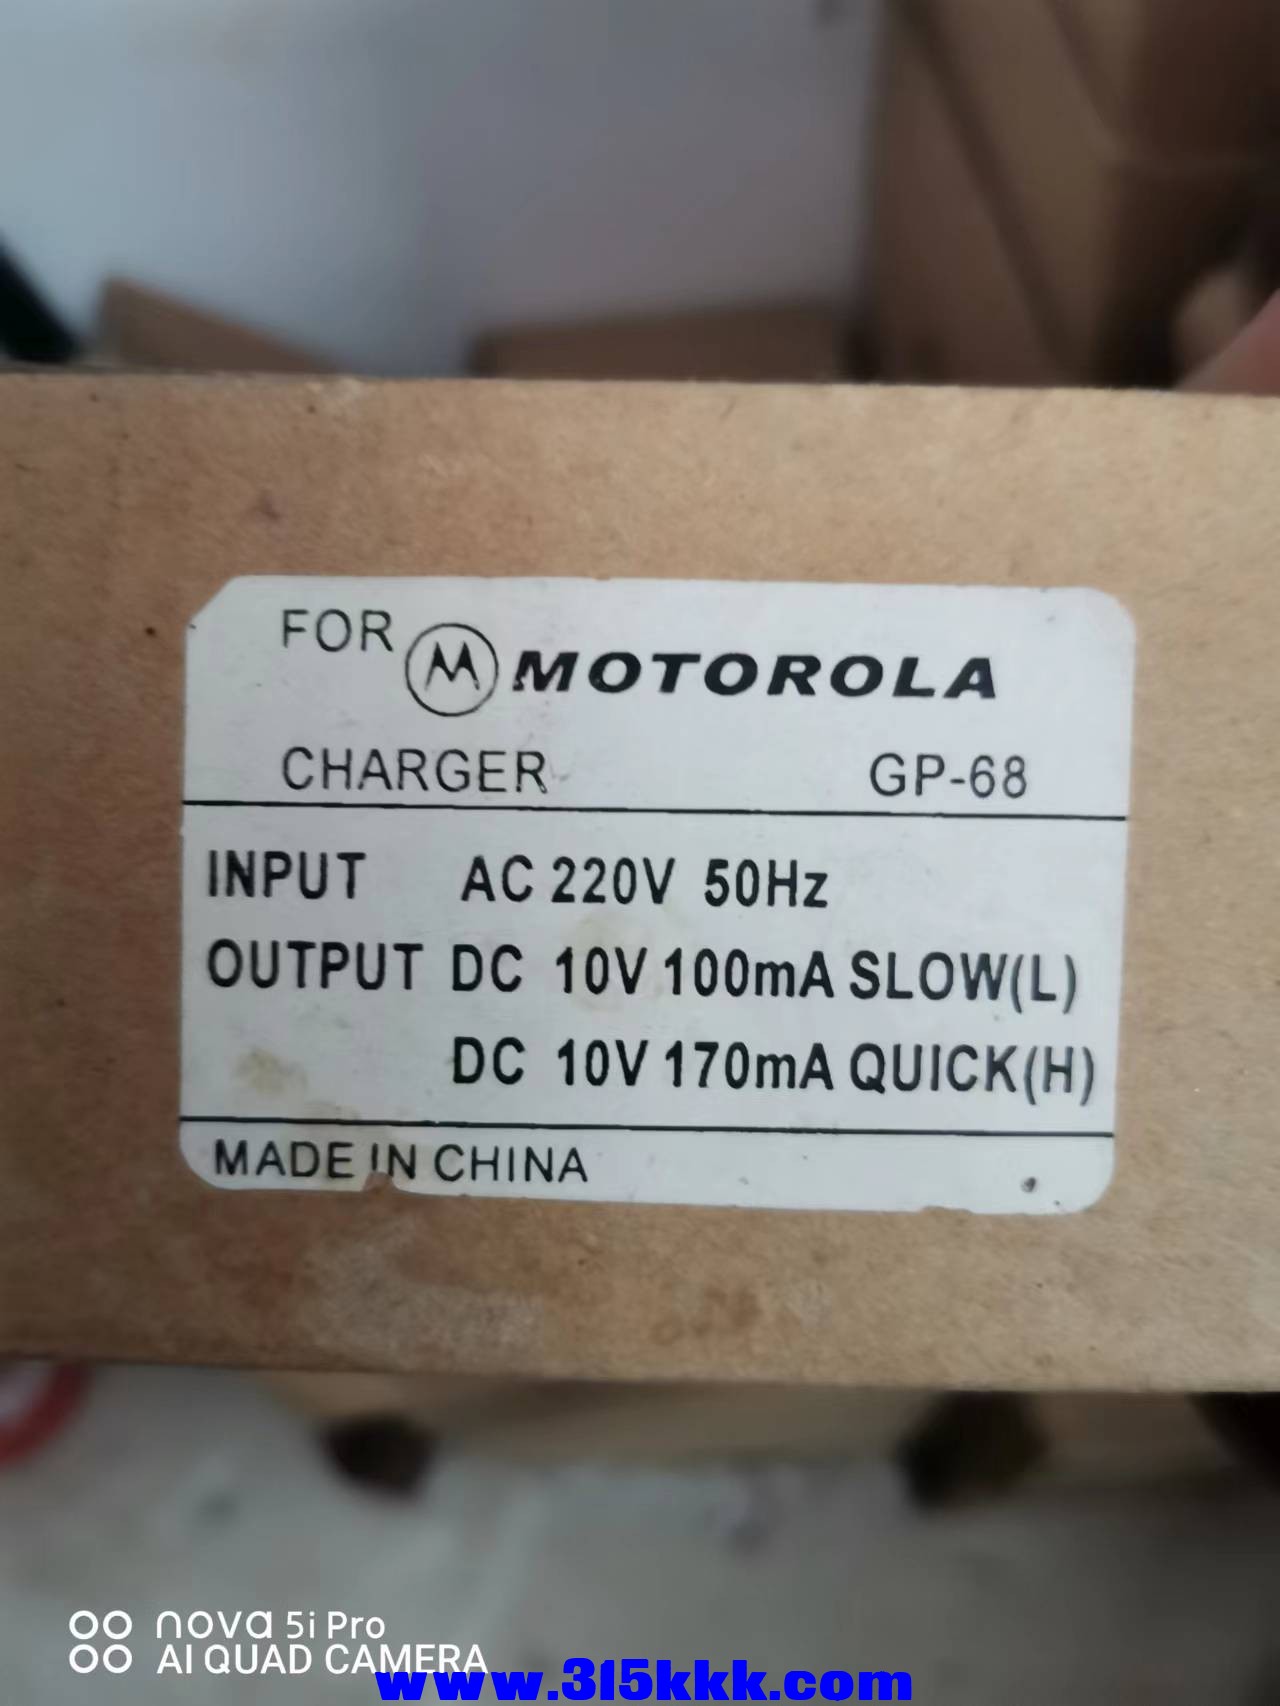 FOR MOTOROLA
CHARGER GP-68
INPUT AC 220V 50Hz
OUTPUT DC 10V 100mA SLOW(L)
DC 10V 170mA QUICK(H)
MADE IN CHINA
nova 5i Pro
AI QUAD CAMERA
www.315kkk.com